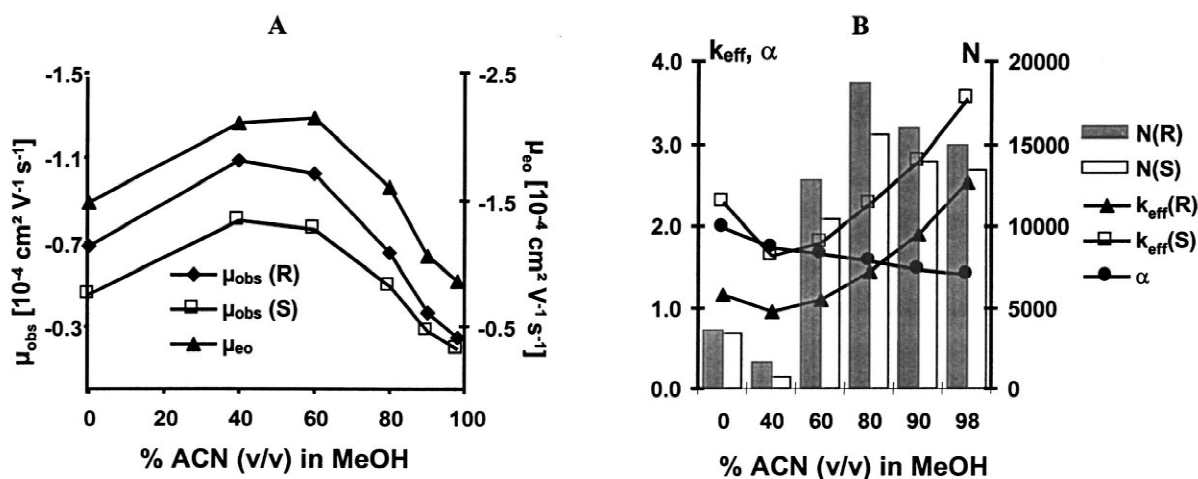 A
-1.5
-1.1
-0.7
-0.3
μobs [10⁻⁴ cm² V⁻¹ s⁻¹]
-2.5
-1.5
-0.5
μeo [10⁻⁴ cm² V⁻¹ s⁻¹]
μobs (R)
μobs (S)
μeo
0 20 40 60 80 100
% ACN (v/v) in MeOH
B
keff, α
N
4.0
3.0
2.0
1.0
0.0
20000
15000
10000
5000
0
0 40 60 80 90 98
% ACN (v/v) in MeOH
N(R)
N(S)
keff(R)
keff(S)
α